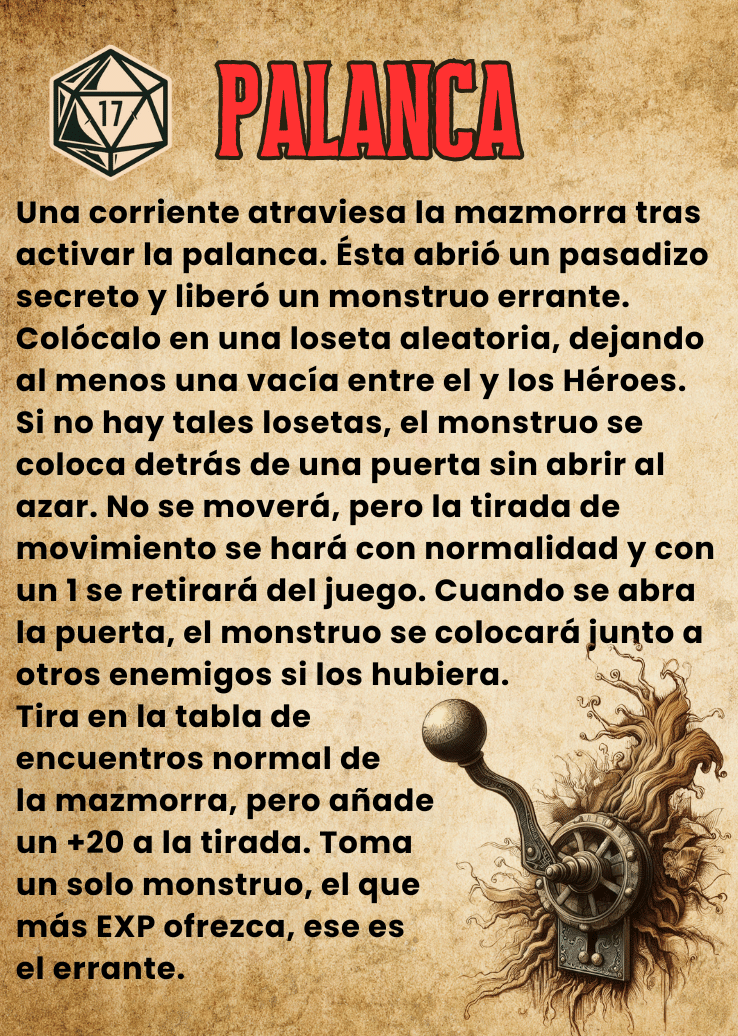 17
PALANCA
Una corriente atraviesa la mazmorra tras
activar la palanca. Ésta abrió un pasadizo
secreto y liberó un monstruo errante.
Colócalo en una loseta aleatoria, dejando
al menos una vacía entre el y los Héroes.
Si no hay tales losetas, el monstruo se
coloca detrás de una puerta sin abrir al
azar. No se moverá, pero la tirada de
movimiento se hará con normalidad y con
un 1 se retirará del juego. Cuando se abra
la puerta, el monstruo se colocará junto a
otros enemigos si los hubiera.
Tira en la tabla de
encuentros normal de
la mazmorra, pero añade
un +20 a la tirada. Toma
un solo monstruo, el que
más EXP ofrezca, ese es
el errante.